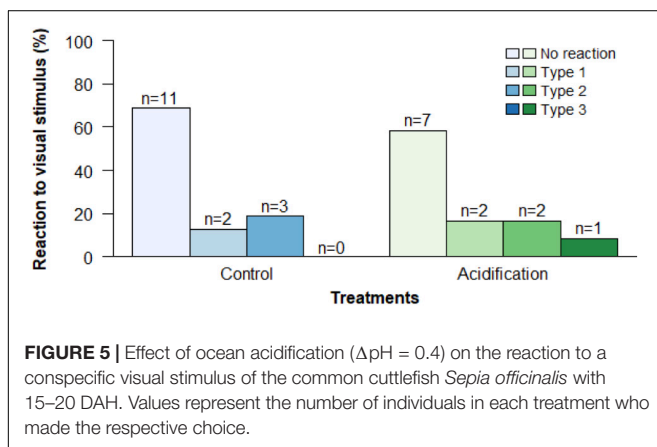 Reaction to visual stimulus (%)
100
80
60
40
20
0
No reaction
Type 1
Type 2
Type 3
n=11
n=2
n=3
n=0
n=7
n=2
n=2
n=1
Control
Acidification
Treatments
FIGURE 5 | Effect of ocean acidification (ΔpH = 0.4) on the reaction to a
conspecific visual stimulus of the common cuttlefish Sepia officinalis with
15–20 DAH. Values represent the number of individuals in each treatment who
made the respective choice.